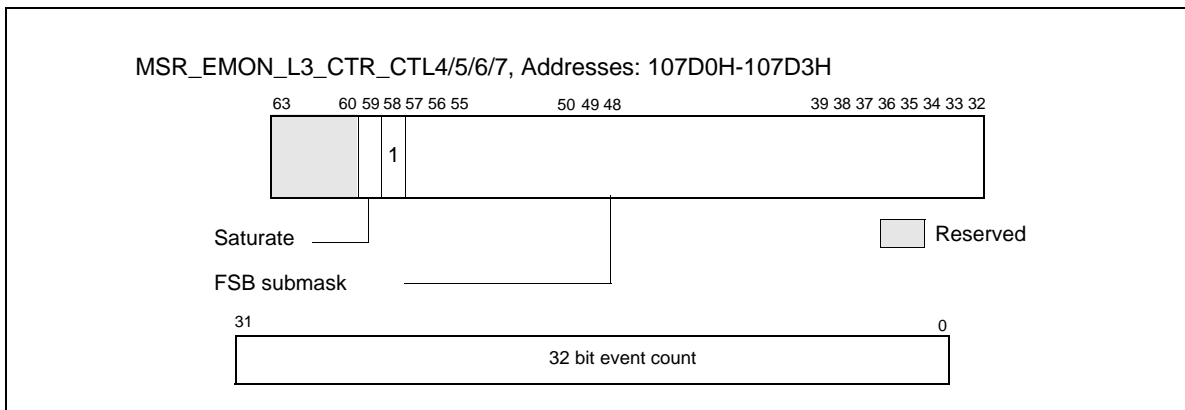 MSR_EMON_L3_CTR_CTL4/5/6/7, Addresses: 107D0H-107D3H
63 60 59 58 57 56 55 50 49 48 39 38 37 36 35 34 33 32
1
Saturate
Reserved
FSB submask
31 0
32 bit event count